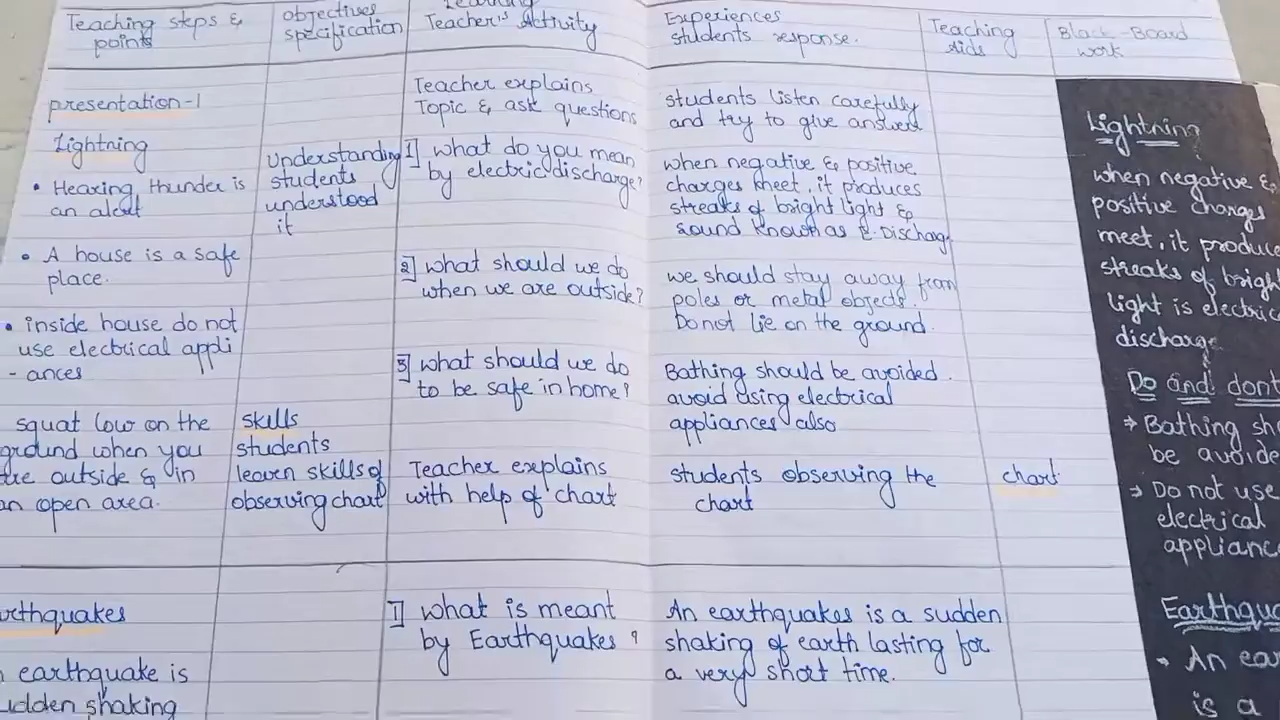 Teaching steps &
points
objectives
specification
Learning
Teacher's Activity
Experiences
students response.
Teaching
Aids
Black-Board
work
presentation-1
Lightning
• Hearing thunder is
an alert
• A house is a safe
place.
• inside house do not
use electrical appli
- ances
squat low on the
ground when you
are outside & in
an open area.
Understanding
students
understood
it
skills
students
learn skills of
observing chart
Teacher explains
Topic & ask questions
1] what do you mean
by electric discharge?
2] what should we do
when we are outside?
3] what should we do
to be safe in home?
Teacher explains
with help of chart
students listen carefully
and try to give answers
when negative & positive
charges meet, it produces
streaks of bright light &
sound known as E. Discharg
we should stay away from
poles or metal objects.
Do not lie on the ground.
Bathing should be avoided.
avoid using electrical
appliances also
students observing the
chart
chart
Lightning
when negative &
positive charges
meet, it produce
streaks of brigh
light is electric
discharge
Do and dont
→ Bathing sh
be avoide
→ Do not use
electrical
applianc
rthquakes
earthquake is
udden shaking
1] what is meant
by Earthquakes ?
An earthquakes is a sudden
shaking of earth lasting for
a very short time.
Earthqu
→ An ear
is a